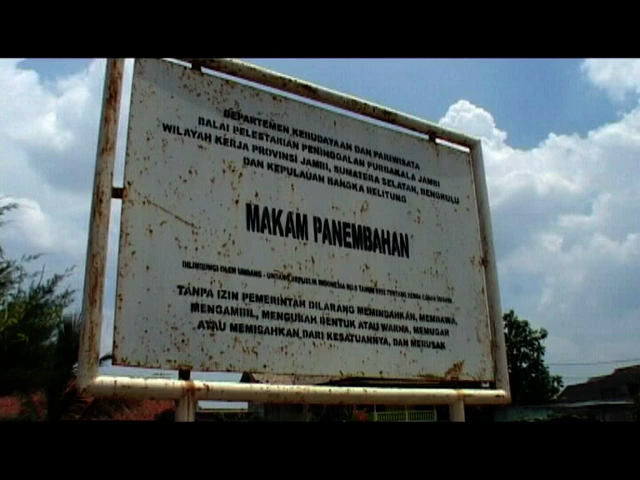 DEPARTEMEN KEBUDAYAAN DAN PARIWISATA
BALAI PELESTARIAN PENINGGALAN PURBAKALA JAMBI
WILAYAH KERJA PROVINSI JAMBI, SUMATERA SELATAN, BENGKULU
DAN KEPULAUAN BANGKA BELITUNG
MAKAM PANEMBAHAN
DILINDUNGI OLEH UNDANG - UNDANG REPUBLIK INDONESIA NO.5 TAHUN 1992 TENTANG BENDA CAGAR BUDAYA
TANPA IZIN PEMERINTAH DILARANG MEMINDAHKAN, MEMBAWA,
MENGAMBIL, MENGUBAH BENTUK ATAU WARNA, MEMUGAR
ATAU MEMISAHKAN DARI KESATUANNYA, DAN MERUSAK